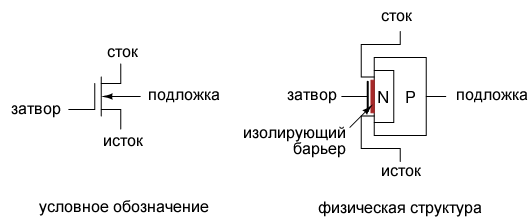 сток
затвор
подложка
исток
условное обозначение
сток
затвор
N
P
подложка
изолирующий
барьер
исток
физическая структура